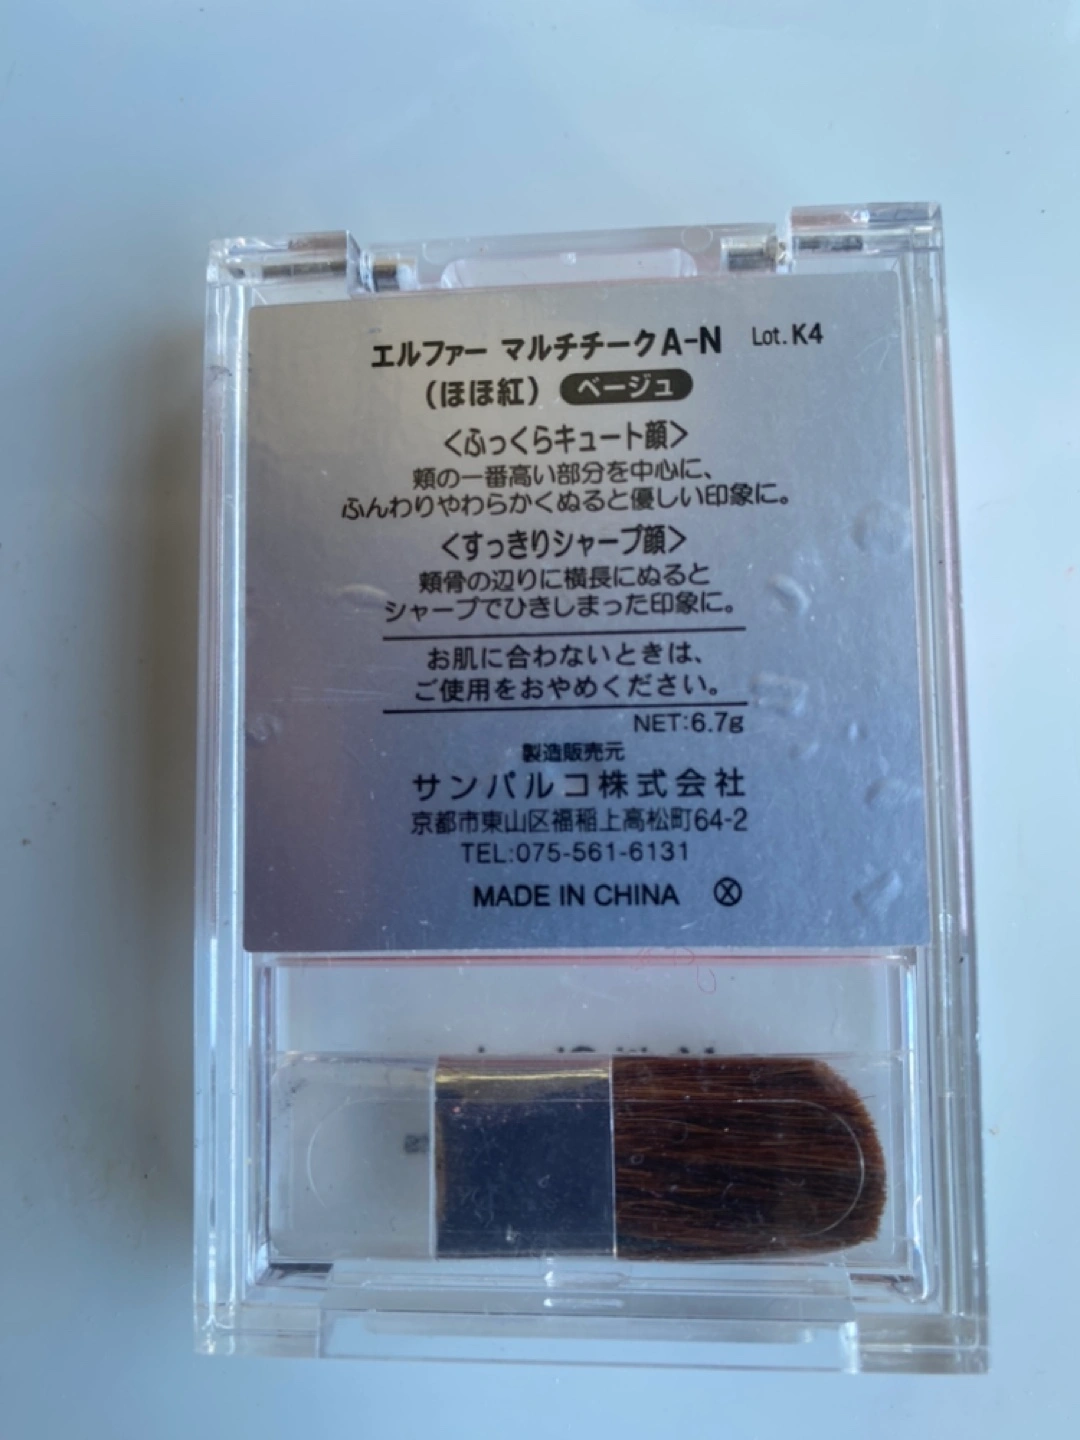 エルファー マルチチークA-N Lot.K4
(ほほ紅) ベージュ
<ふっくらキュート顔>
頬の一番高い部分を中心に、
ふんわりやわらかくぬると優しい印象に。
<すっきりシャープ顔>
頬骨の辺りに横長にぬると
シャープでひきしまった印象に。
お肌に合わないときは、
ご使用をおやめください。
NET:6.7g
製造販売元
サンパルコ株式会社
京都市東山区福稲上高松町64-2
TEL:075-561-6131
MADE IN CHINA Ⓧ